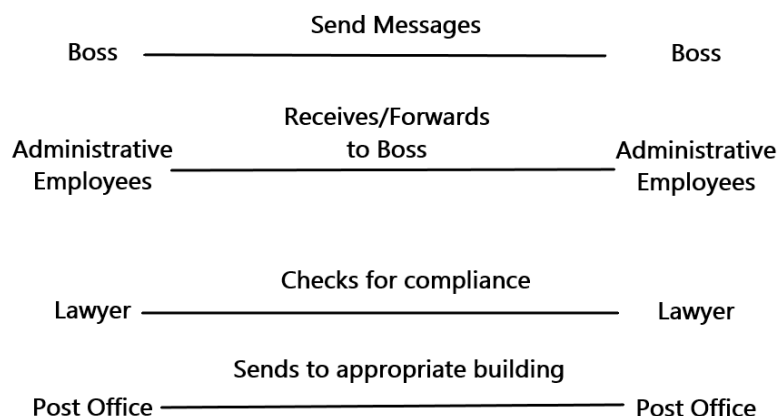 Send Messages
Boss
Boss
Receives/Forwards
to Boss
Administrative
Employees
Administrative
Employees
Checks for compliance
Lawyer
Lawyer
Sends to appropriate building
Post Office
Post Office